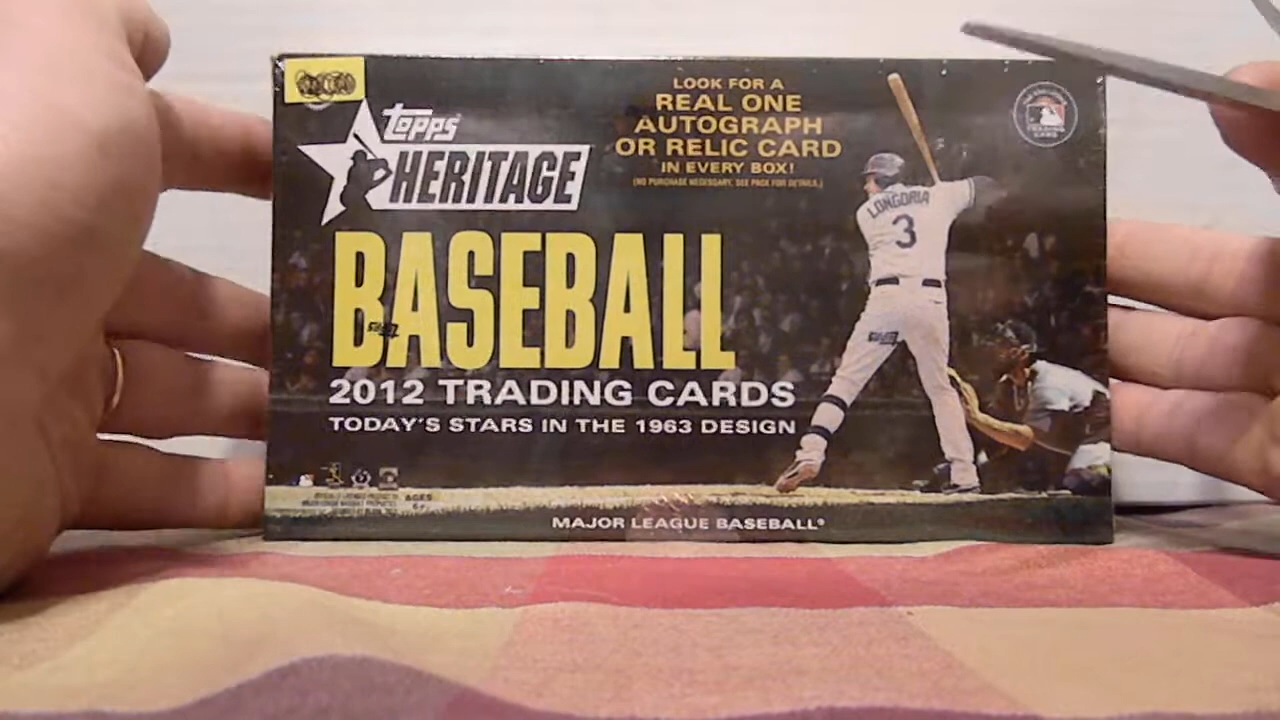 Topps
HERITAGE
BASEBALL
2012 TRADING CARDS
TODAY'S STARS IN THE 1963 DESIGN
LOOK FOR A
REAL ONE
AUTOGRAPH
OR RELIC CARD
IN EVERY BOX!
(NO PURCHASE NECESSARY. SEE PACK FOR DETAILS.)
LONGORIA
3
AGES
6+
MAJOR LEAGUE BASEBALL®